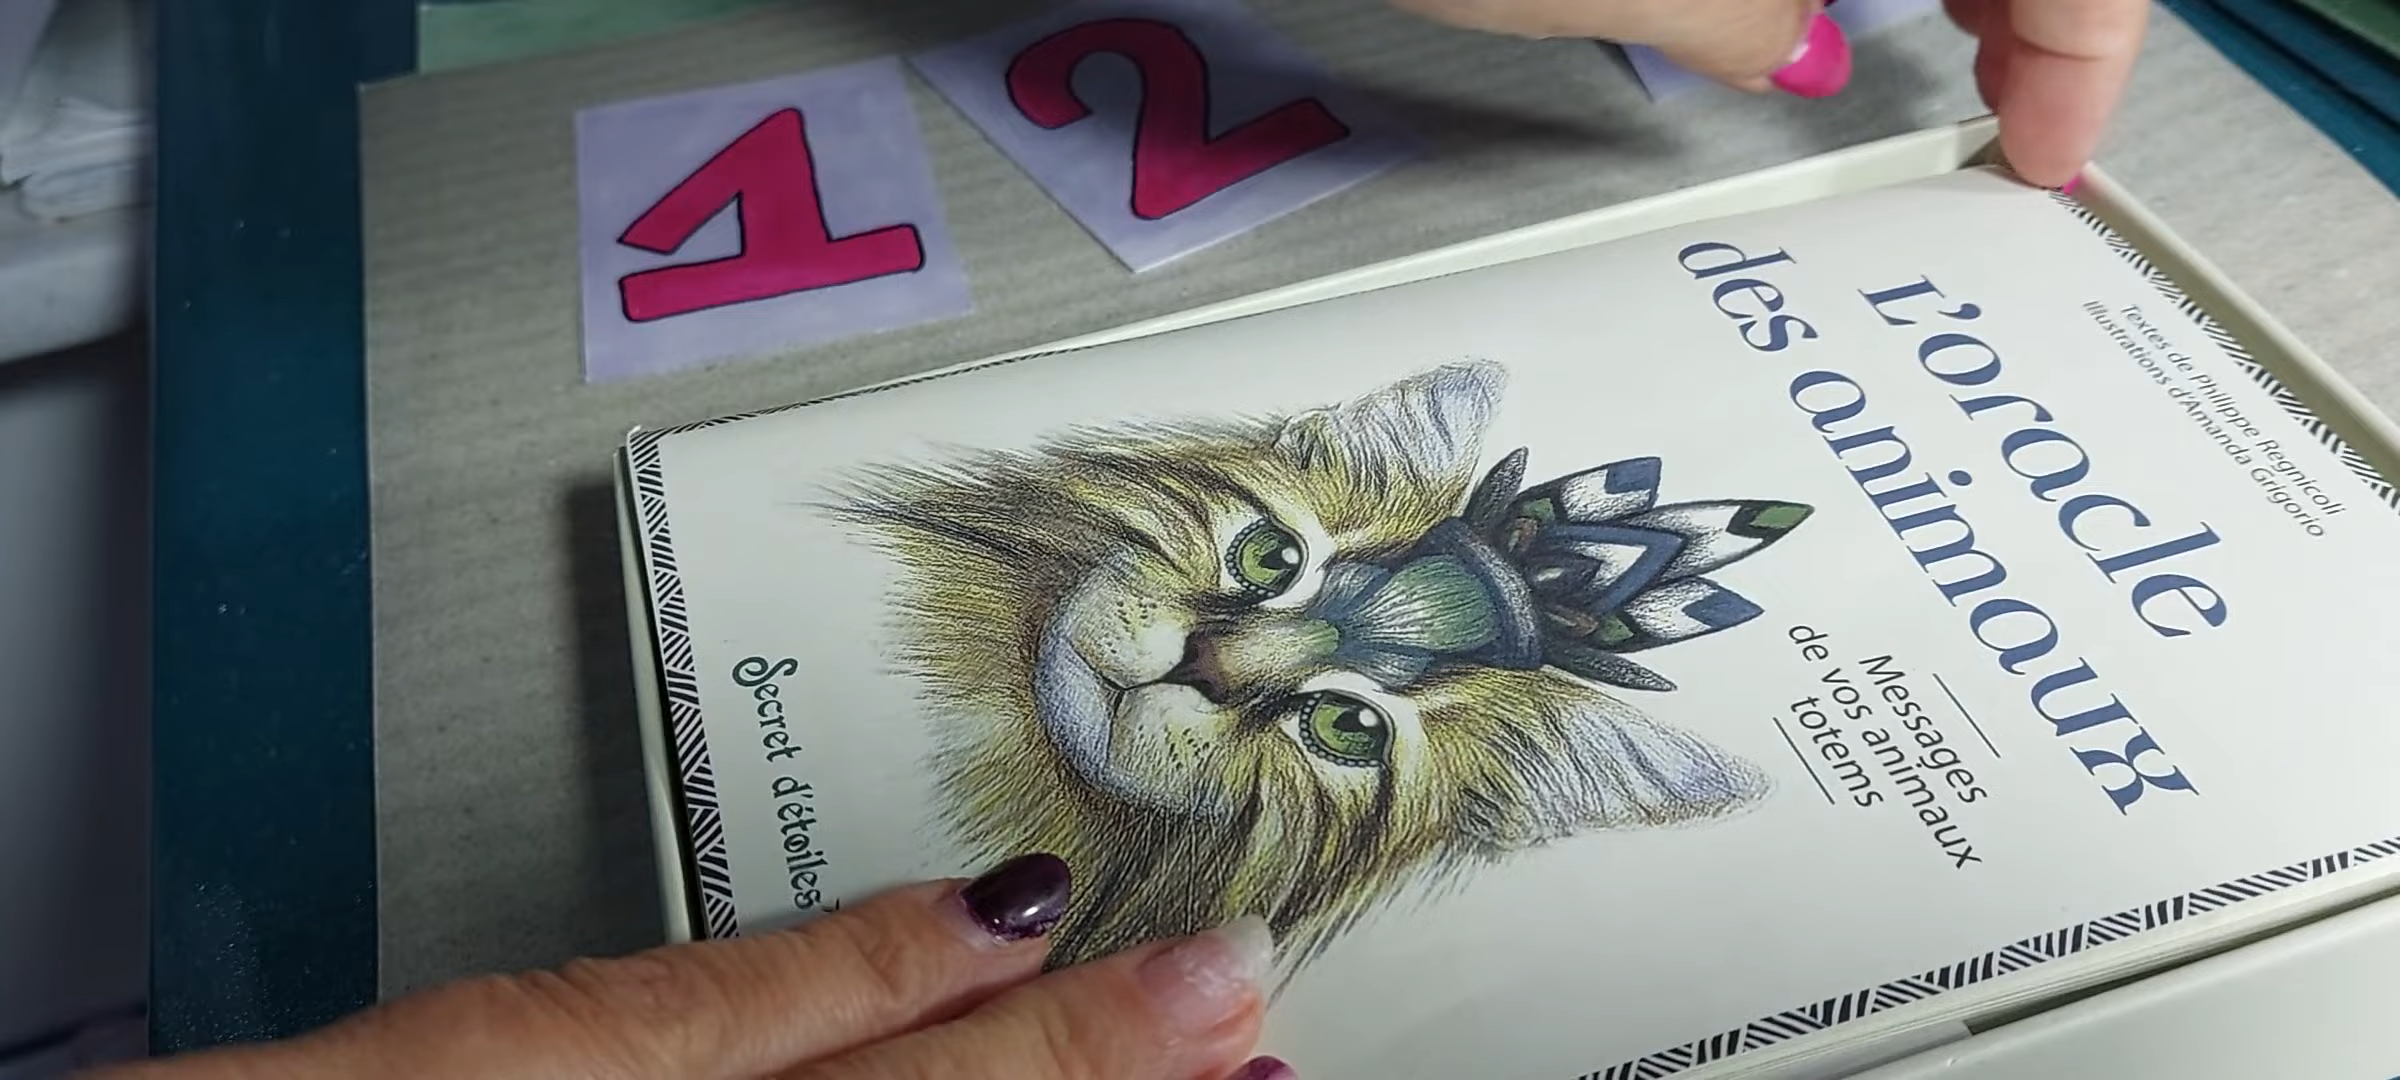 1
2
Textes de Philippe Regnicoli
Illustrations d'Amanda Grigorio
L'oracle
des animaux
Messages
de vos animaux
totems
Secret d'étoiles